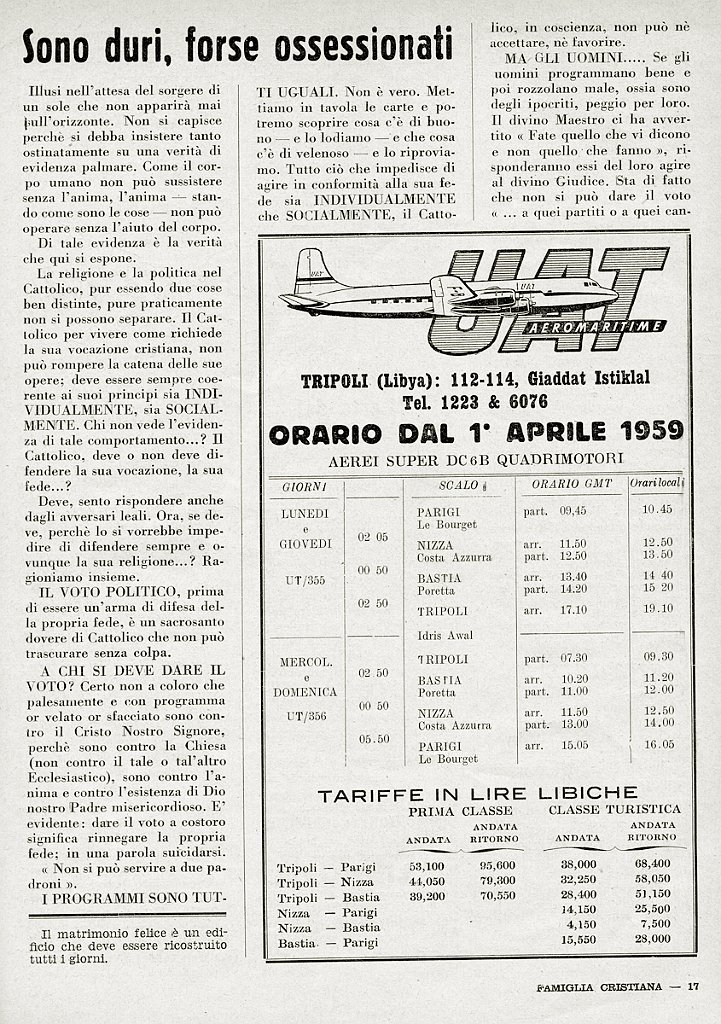 Sono duri, forse ossessionati
Illusi nell'attesa del sorgere di
un sole che non apparirà mai
sull'orizzonte. Non si capisce
perchè si debba insistere tanto
ostinatamente su una verità di
evidenza palmare. Come il cor-
po umano non può sussistere
senza l'anima, l'anima — stan-
do come sono le cose — non può
operare senza l'aiuto del corpo.
Di tale evidenza è la verità
che qui si espone.
La religione e la politica nel
Cattolico, pur essendo due cose
ben distinte, pure praticamente
non si possono separare. Il Cat-
tolico per vivere come richiede
la sua vocazione cristiana, non
può rompere la catena delle sue
opere; deve essere sempre coe-
rente ai suoi principi sia INDI-
VIDUALMENTE, sia SOCIAL-
MENTE. Chi non vede l'eviden-
za di tale comportamento...? Il
Cattolico, deve o non deve di-
fendere la sua vocazione, la sua
fede...?
Deve, sento rispondere anche
dagli avversari leali. Ora, se de-
ve, perchè lo si vorrebbe impe-
dire di difendere sempre e o-
vunque la sua religione...? Ra-
gioniamo insieme.
IL VOTO POLITICO, prima
di essere un'arma di difesa del-
la propria fede, è un sacrosanto
dovere di Cattolico che non può
trascurare senza colpa.
A CHI SI DEVE DARE IL
VOTO? Certo non a coloro che
palesamente e con programma
or velato or sfacciato sono con-
tro il Cristo Nostro Signore,
perchè sono contro la Chiesa
(non contro il tale o tal'altro
Ecclesiastico), sono contro l'a-
nima e contro l'esistenza di Dio
nostro Padre misericordioso. E'
evidente: dare il voto a costoro
significa rinnegare la propria
fede; in una parola suicidarsi.
« Non si può servire a due pa-
droni ».
I PROGRAMMI SONO TUT-
Il matrimonio felice è un edi-
ficio che deve essere ricostruito
tutti i giorni.
TI UGUALI. Non è vero. Met-
tiamo in tavola le carte e po-
tremo scoprire cosa c'è di buo-
no — e lo lodiamo — e che cosa
c'è di velenoso — e lo riprovia-
mo. Tutto ciò che impedisce di
agire in conformità alla sua fe-
de sia INDIVIDUALMENTE
che SOCIALMENTE, il Catto-
lico, in coscienza, non può nè
accettare, nè favorire.
MA GLI UOMINI..... Se gli
uomini programmano bene e
poi rozzolano male, ossia sono
degli ipocriti, peggio per loro.
Il divino Maestro ci ha avver-
tito « Fate quello che vi dicono
e non quello che fanno », ri-
sponderanno essi del loro agire
al divino Giudice. Sta di fatto
che non si può dare il voto
« ... a quei partiti o a quei can-
UAT
UAT
UAT
AEROMARITIME
TRIPOLI (Libya): 112-114, Giaddat Istiklal
Tel. 1223 & 6076
ORARIO DAL 1° APRILE 1959
AEREI SUPER DC6B QUADRIMOTORI
GIORNI SCALO ORARIO GMT Orari locali
LUNEDI PARIGI part. 09,45 10.45
e Le Bourget
GIOVEDI 02 05 NIZZA arr. 11.50 12.50
Costa Azzurra part. 12.50 13.50
UT/355 00 50 BASTIA arr. 13.40 14 40
Poretta part. 14.20 15 20
02 50 TRIPOLI arr. 17.10 19.10
Idris Awal
MERCOL. TRIPOLI part. 07.30 09.30
e 02 50 BASTIA arr. 10.20 11.20
DOMENICA Poretta part. 11.00 12.00
UT/356 00 50 NIZZA arr. 11.50 12.50
Costa Azzurra part. 13.00 14.00
05.50 PARIGI arr. 15.05 16.05
Le Bourget
TARIFFE IN LIRE LIBICHE
PRIMA CLASSE CLASSE TURISTICA
ANDATA ANDATA RITORNO ANDATA ANDATA RITORNO
Tripoli — Parigi 53,100 95,600 38,000 68,400
Tripoli — Nizza 44,050 79,300 32,250 58,050
Tripoli — Bastia 39,200 70,550 28,400 51,150
Nizza — Parigi 14,150 25,500
Nizza — Bastia 4,150 7,500
Bastia — Parigi 15,550 28,000
FAMIGLIA CRISTIANA — 17